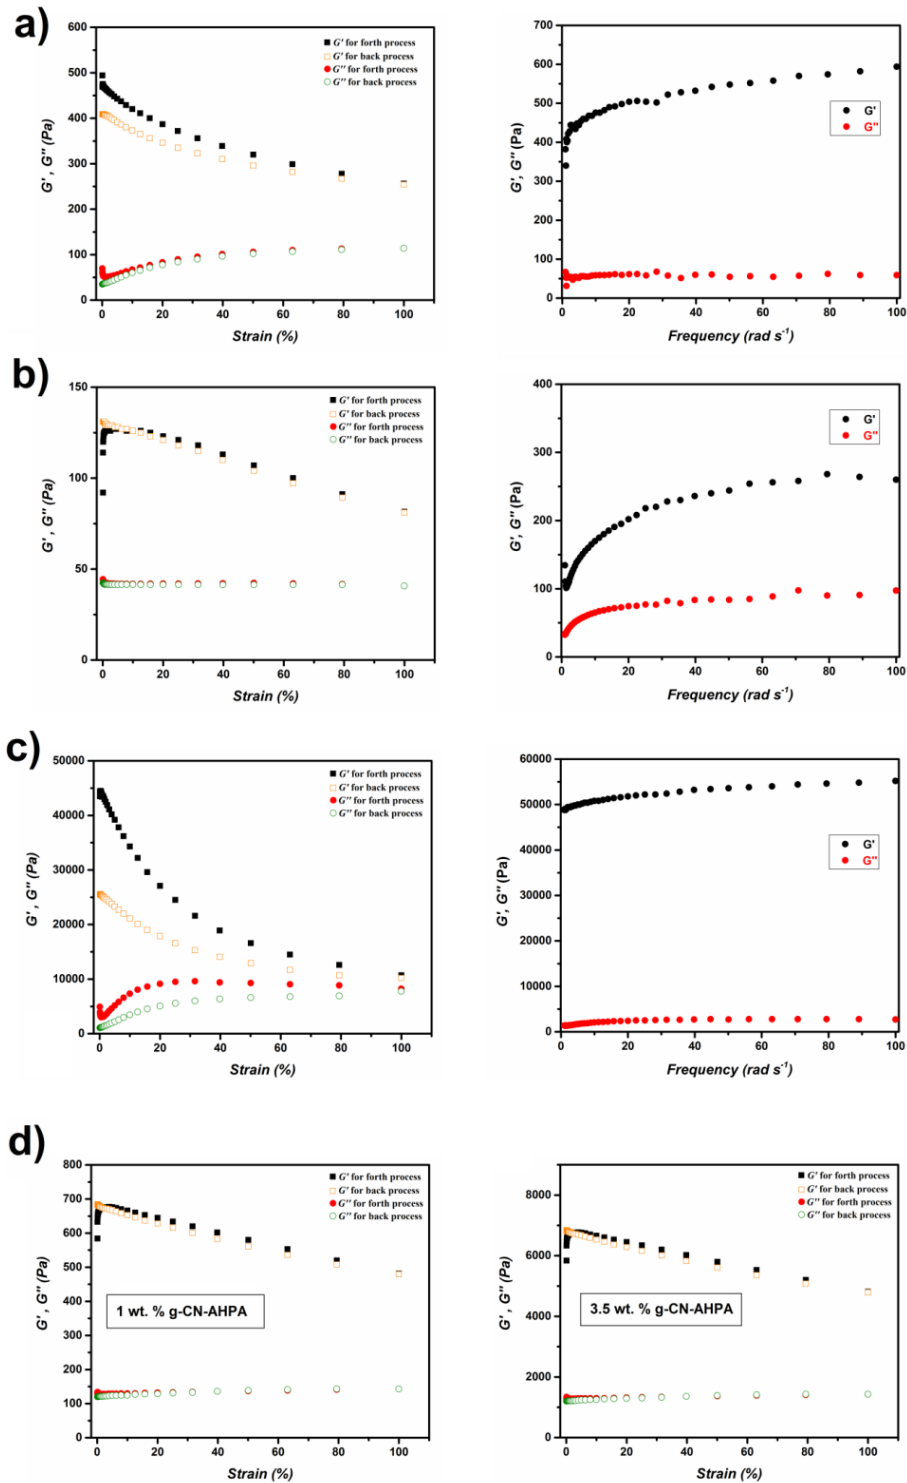 a)
600
500
400
300
200
100
0
G', G'' (Pa)
0 20 40 60 80 100
Strain (%)
G' for forth process
G' for back process
G'' for forth process
G'' for back process
700
600
500
400
300
200
100
0
G', G'' (Pa)
0 20 40 60 80 100
Frequency (rad s⁻¹)
G'
G''
b)
150
100
50
0
G', G'' (Pa)
0 20 40 60 80 100
Strain (%)
G' for forth process
G' for back process
G'' for forth process
G'' for back process
400
300
200
100
0
G', G'' (Pa)
0 20 40 60 80 100
Frequency (rad s⁻¹)
G'
G''
c)
50000
40000
30000
20000
10000
0
G', G'' (Pa)
0 20 40 60 80 100
Strain (%)
G' for forth process
G' for back process
G'' for forth process
G'' for back process
60000
50000
40000
30000
20000
10000
0
G', G'' (Pa)
0 20 40 60 80 100
Frequency (rad s⁻¹)
G'
G''
d)
800
700
600
500
400
300
200
100
0
G', G'' (Pa)
0 20 40 60 80 100
Strain (%)
G' for forth process
G' for back process
G'' for forth process
G'' for back process
1 wt. % g-CN-AHPA
8000
6000
4000
2000
0
G', G'' (Pa)
0 20 40 60 80 100
Strain (%)
G' for forth process
G' for back process
G'' for forth process
G'' for back process
3.5 wt. % g-CN-AHPA